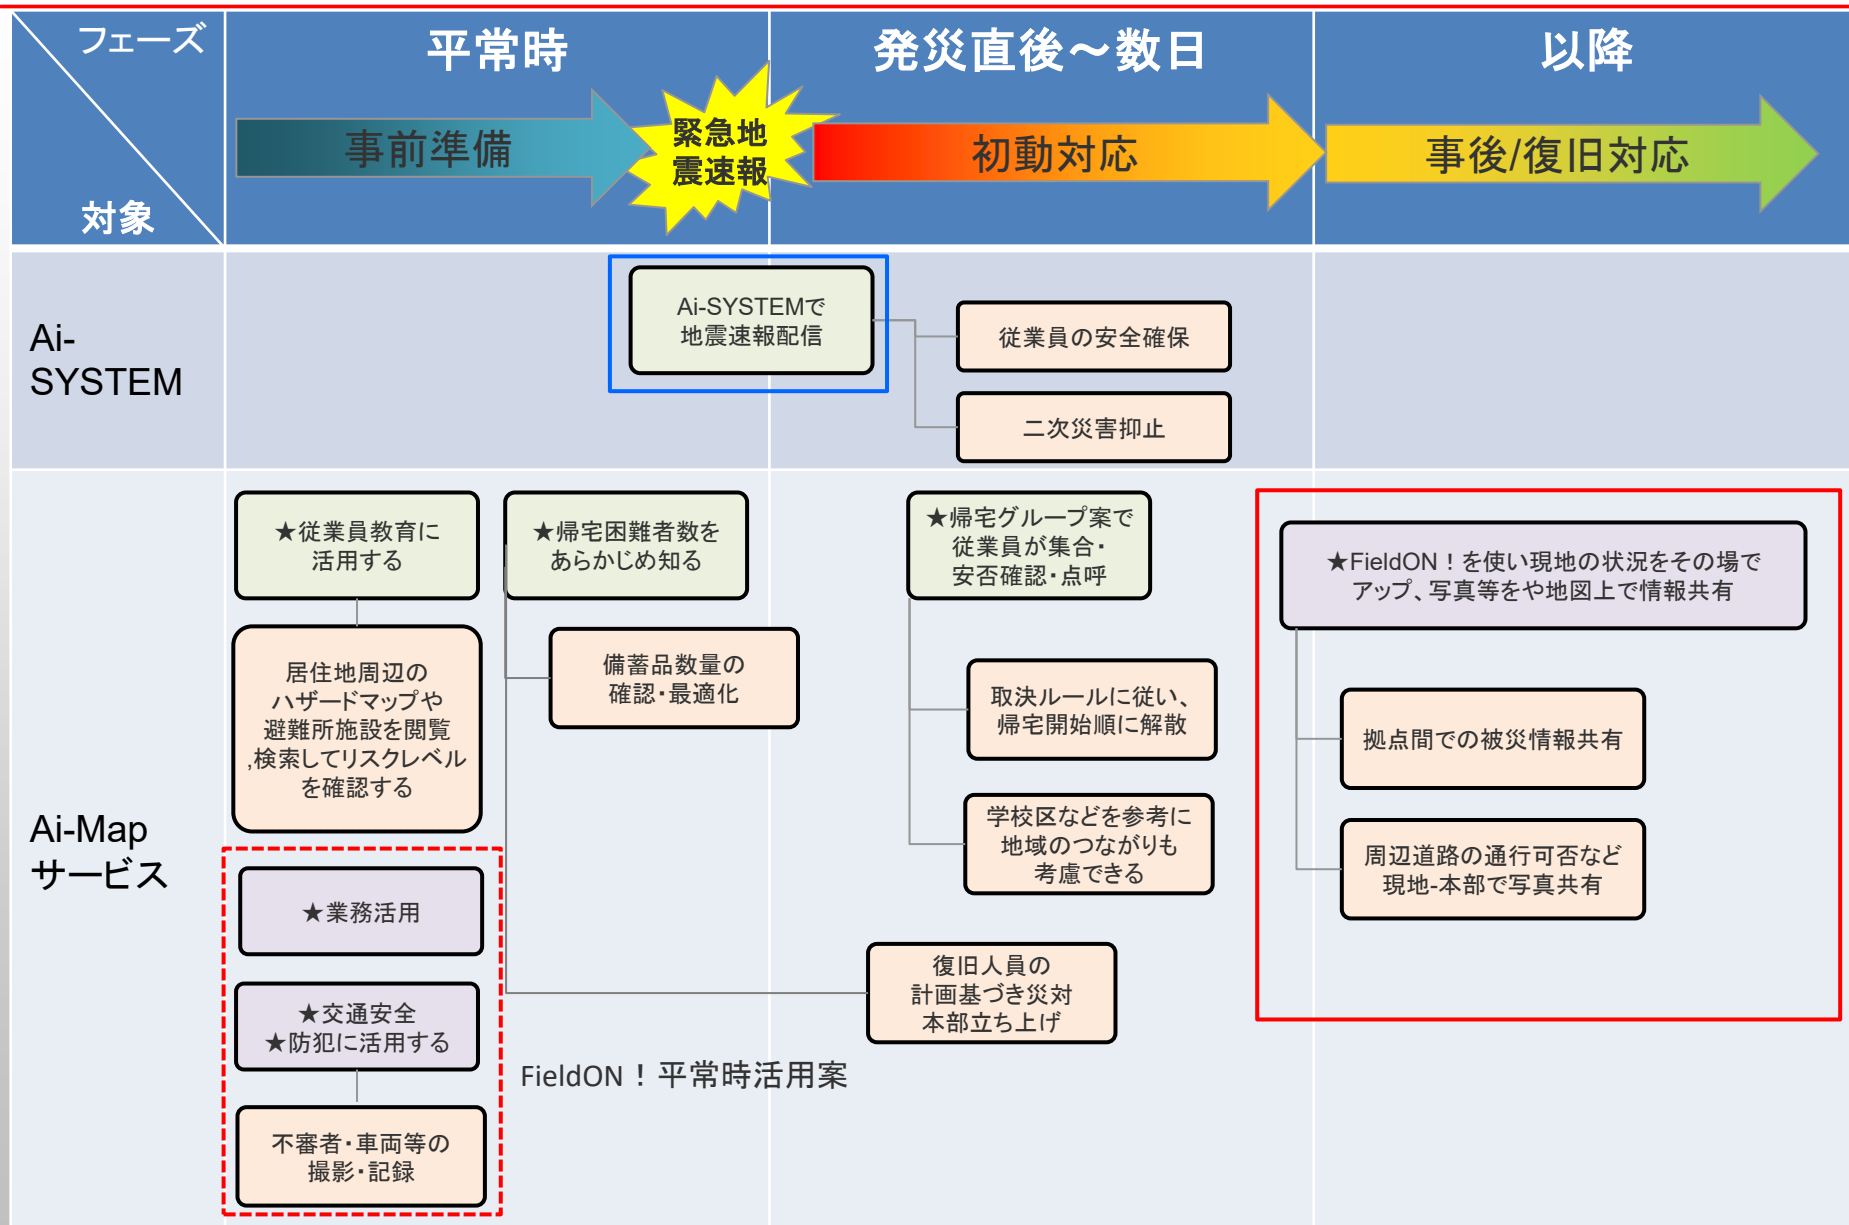 フェーズ
対象
平常時
発災直後～数日
以降
事前準備
緊急地
震速報
初動対応
事後/復旧対応
Ai-
SYSTEM
Ai-SYSTEMで
地震速報配信
従業員の安全確保
二次災害抑止
Ai-Map
サービス
★従業員教育に
活用する
居住地周辺の
ハザードマップや
避難所施設を閲覧
,検索してリスクレベル
を確認する
★業務活用
★交通安全
★防犯に活用する
不審者・車両等の
撮影・記録
★帰宅困難者数を
あらかじめ知る
備蓄品数量の
確認・最適化
FieldON！平常時活用案
★帰宅グループ案で
従業員が集合・
安否確認・点呼
取決ルールに従い、
帰宅開始順に解散
学校区などを参考に
地域のつながりも
考慮できる
復旧人員の
計画基づき災対
本部立ち上げ
★FieldON！を使い現地の状況をその場で
アップ、写真等をや地図上で情報共有
拠点間での被災情報共有
周辺道路の通行可否など
現地-本部で写真共有